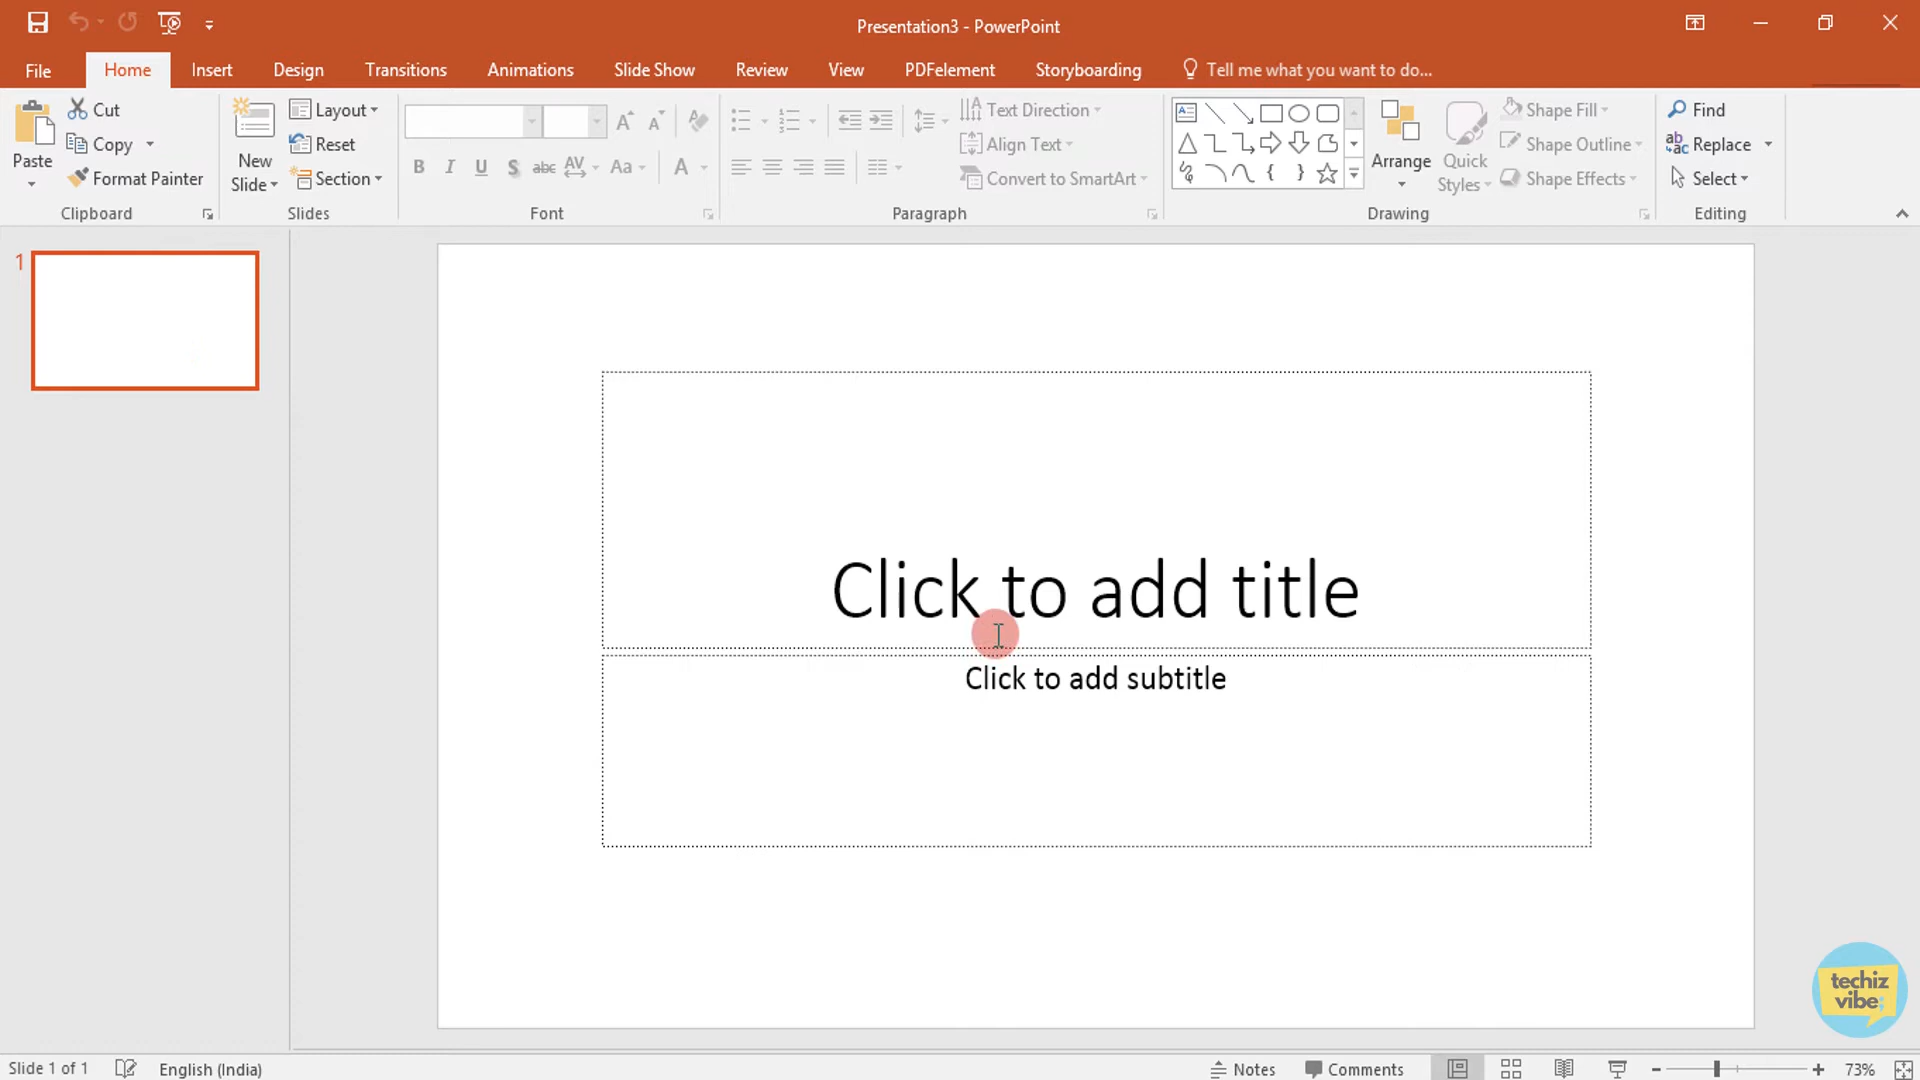 Presentation3 - PowerPoint
File Home Insert Design Transitions Animations Slide Show Review View PDFelement Storyboarding Tell me what you want to do...
Paste
Cut
Copy
Format Painter
Clipboard
New
Slide
Layout
Reset
Section
Slides
B I U S abc AV Aa A
Font
Text Direction
Align Text
Convert to SmartArt
Paragraph
Arrange
Quick
Styles
Shape Fill
Shape Outline
Shape Effects
Drawing
Find
Replace
Select
Editing
1
Click to add title
Click to add subtitle
techiz
vibe;
Slide 1 of 1 English (India) Notes Comments 73%